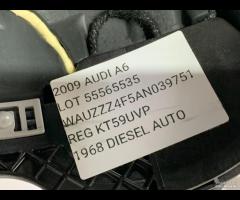 2009 AUDI A6
LOT 55565535
WAUZZZ4F5AN039751
REG KT59UVP
1968 DIESEL AUTO